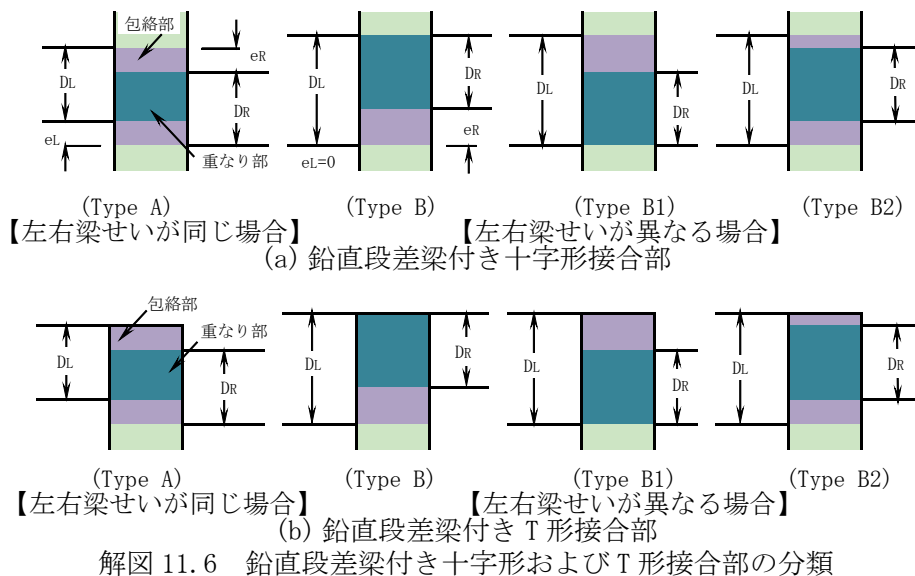 包絡部
eR
DL
DR
eL
重なり部
(Type A)
DL
DR
eR
eL=0
(Type B)
DL
DR
(Type B1)
DL
DR
(Type B2)
【左右梁せいが同じ場合】
【左右梁せいが異なる場合】
(a) 鉛直段差梁付き十字形接合部
包絡部
重なり部
DL
DR
(Type A)
DL
DR
(Type B)
DL
DR
(Type B1)
DL
DR
(Type B2)
【左右梁せいが同じ場合】
【左右梁せいが異なる場合】
(b) 鉛直段差梁付き T 形接合部
解図 11.6 鉛直段差梁付き十字形および T 形接合部の分類